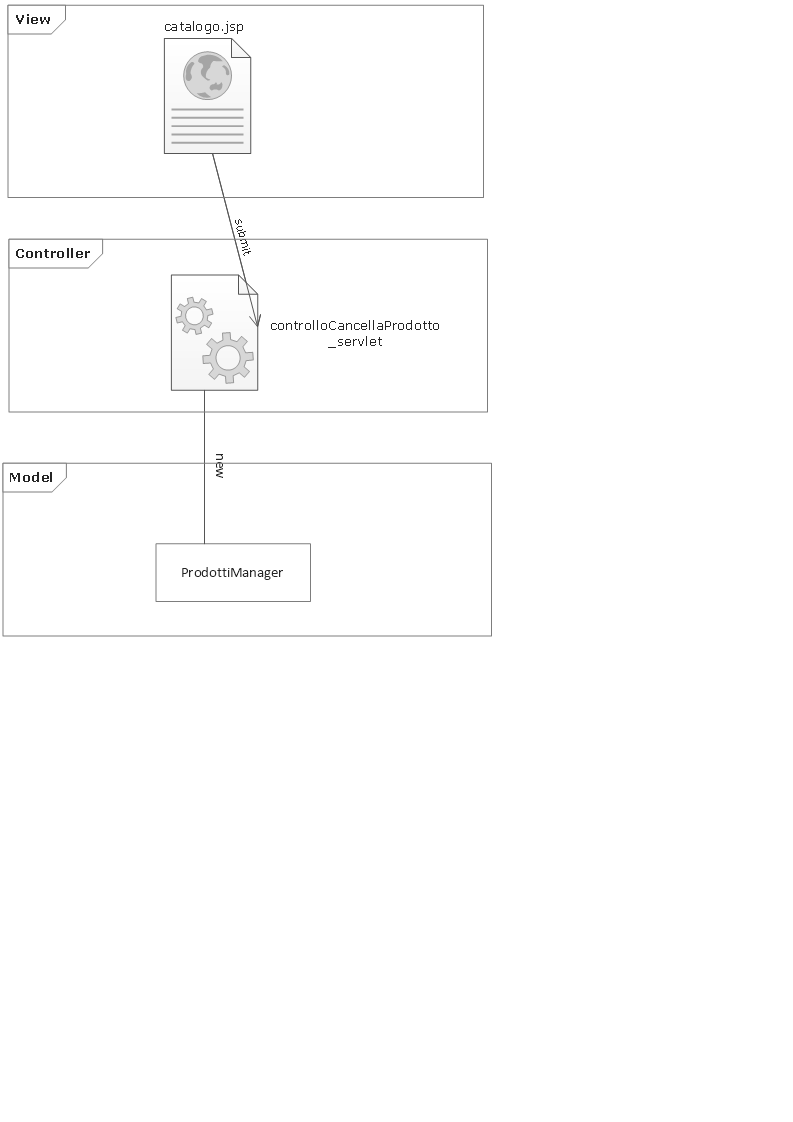 View
catalogo.jsp
submit
Controller
controlloCancellaProdotto
_servlet
new
Model
ProdottiManager